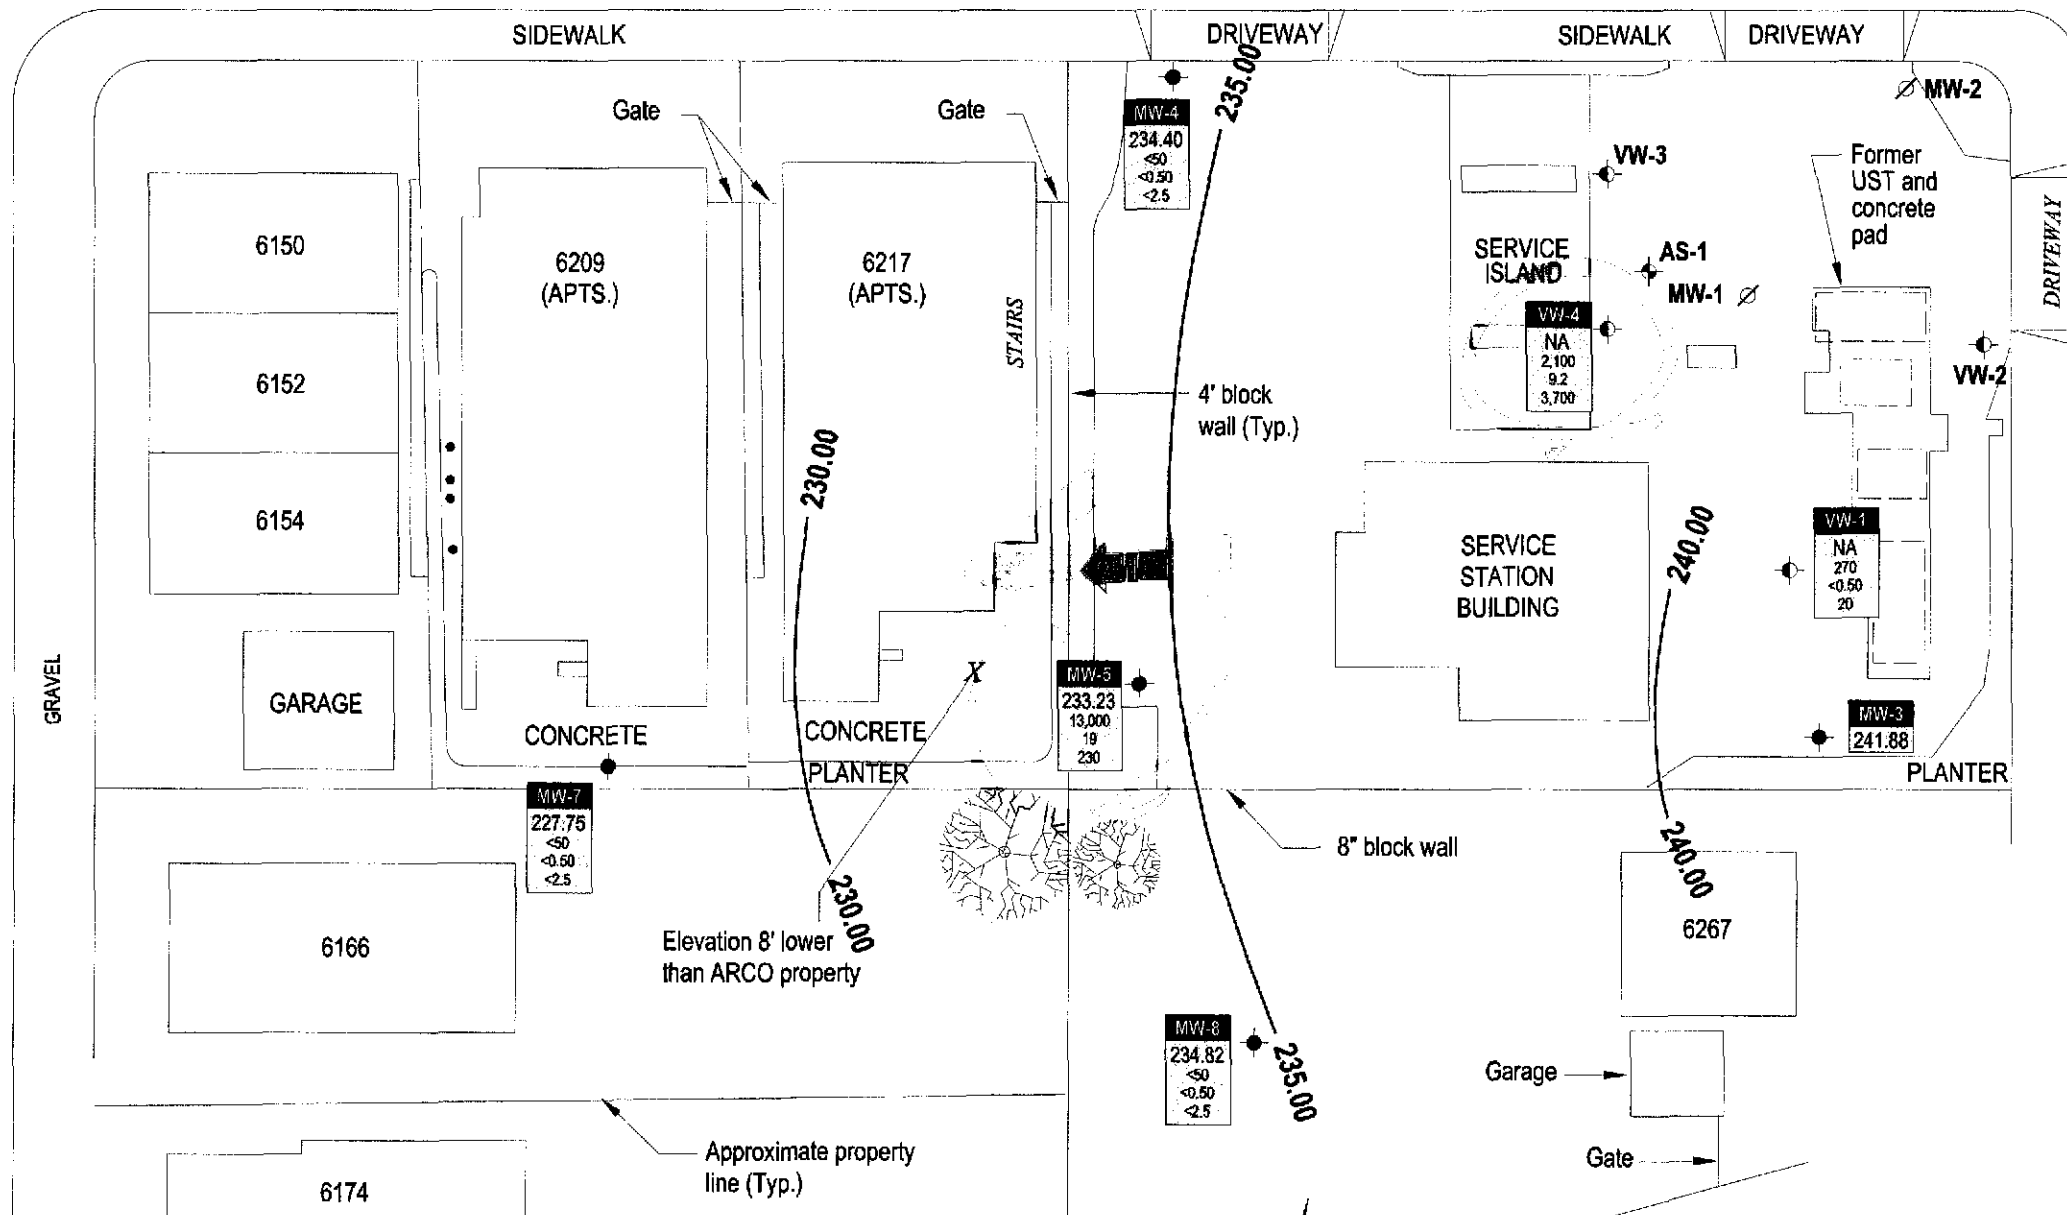 SIDEWALK
DRIVEWAY
SIDEWALK
DRIVEWAY
Gate
Gate
MW-4
234.40
<50
<0.50
<2.5
235.00
MW-2
VW-3
Former
UST and
concrete
pad
DRIVEWAY
6150
6209
(APTS.)
6217
(APTS.)
STAIRS
SERVICE
ISLAND
AS-1
MW-1
VW-4
NA
2,100
9.2
3,700
VW-2
6152
4' block
wall (Typ.)
230.00
6154
SERVICE
STATION
BUILDING
240.00
VW-1
NA
270
<0.50
20
GRAVEL
GARAGE
CONCRETE
CONCRETE
PLANTER
X
MW-5
233.23
13,000
19
230
MW-3
241.88
PLANTER
MW-7
227.75
<50
<0.50
<2.5
230.00
8" block wall
240.00
6267
6166
Elevation 8' lower
than ARCO property
MW-8
234.82
<50
<0.50
<2.5
235.00
Garage
Gate
Approximate property
line (Typ.)
6174